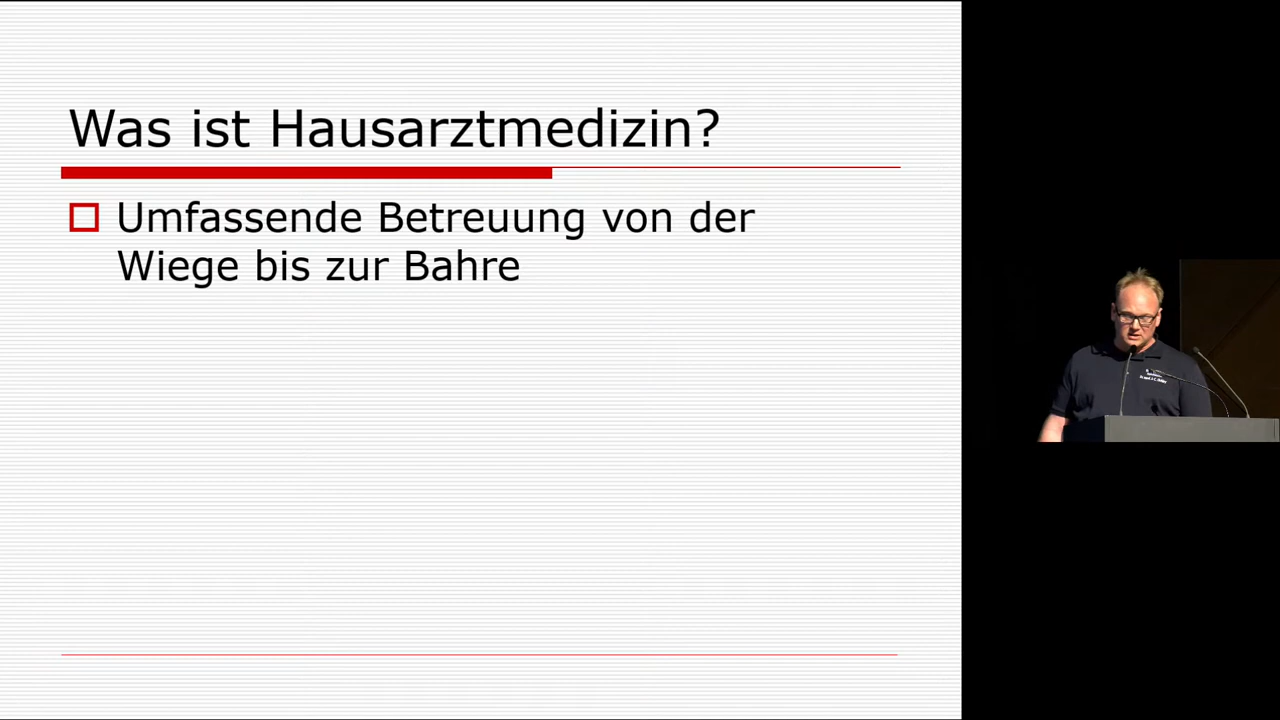 Was ist Hausarztmedizin?
Umfassende Betreuung von der
Wiege bis zur Bahre